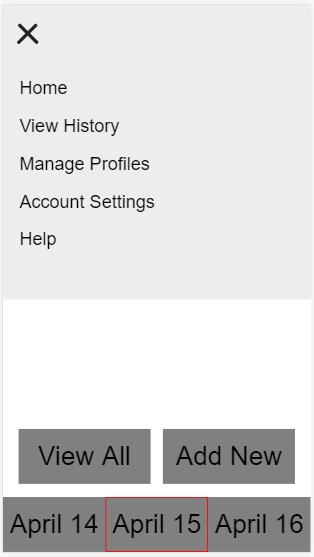 Home
View History
Manage Profiles
Account Settings
Help
View All Add New
April 14 April 15 April 16